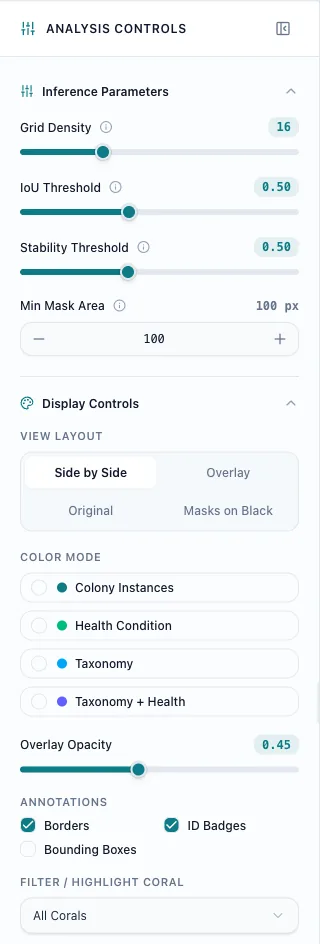 ANALYSIS CONTROLS
Inference Parameters
Grid Density 16
IoU Threshold 0.50
Stability Threshold 0.50
Min Mask Area 100 px
100
Display Controls
VIEW LAYOUT
Side by Side Overlay
Original Masks on Black
COLOR MODE
Colony Instances
Health Condition
Taxonomy
Taxonomy + Health
Overlay Opacity 0.45
ANNOTATIONS
Borders ID Badges
Bounding Boxes
FILTER / HIGHLIGHT CORAL
All Corals